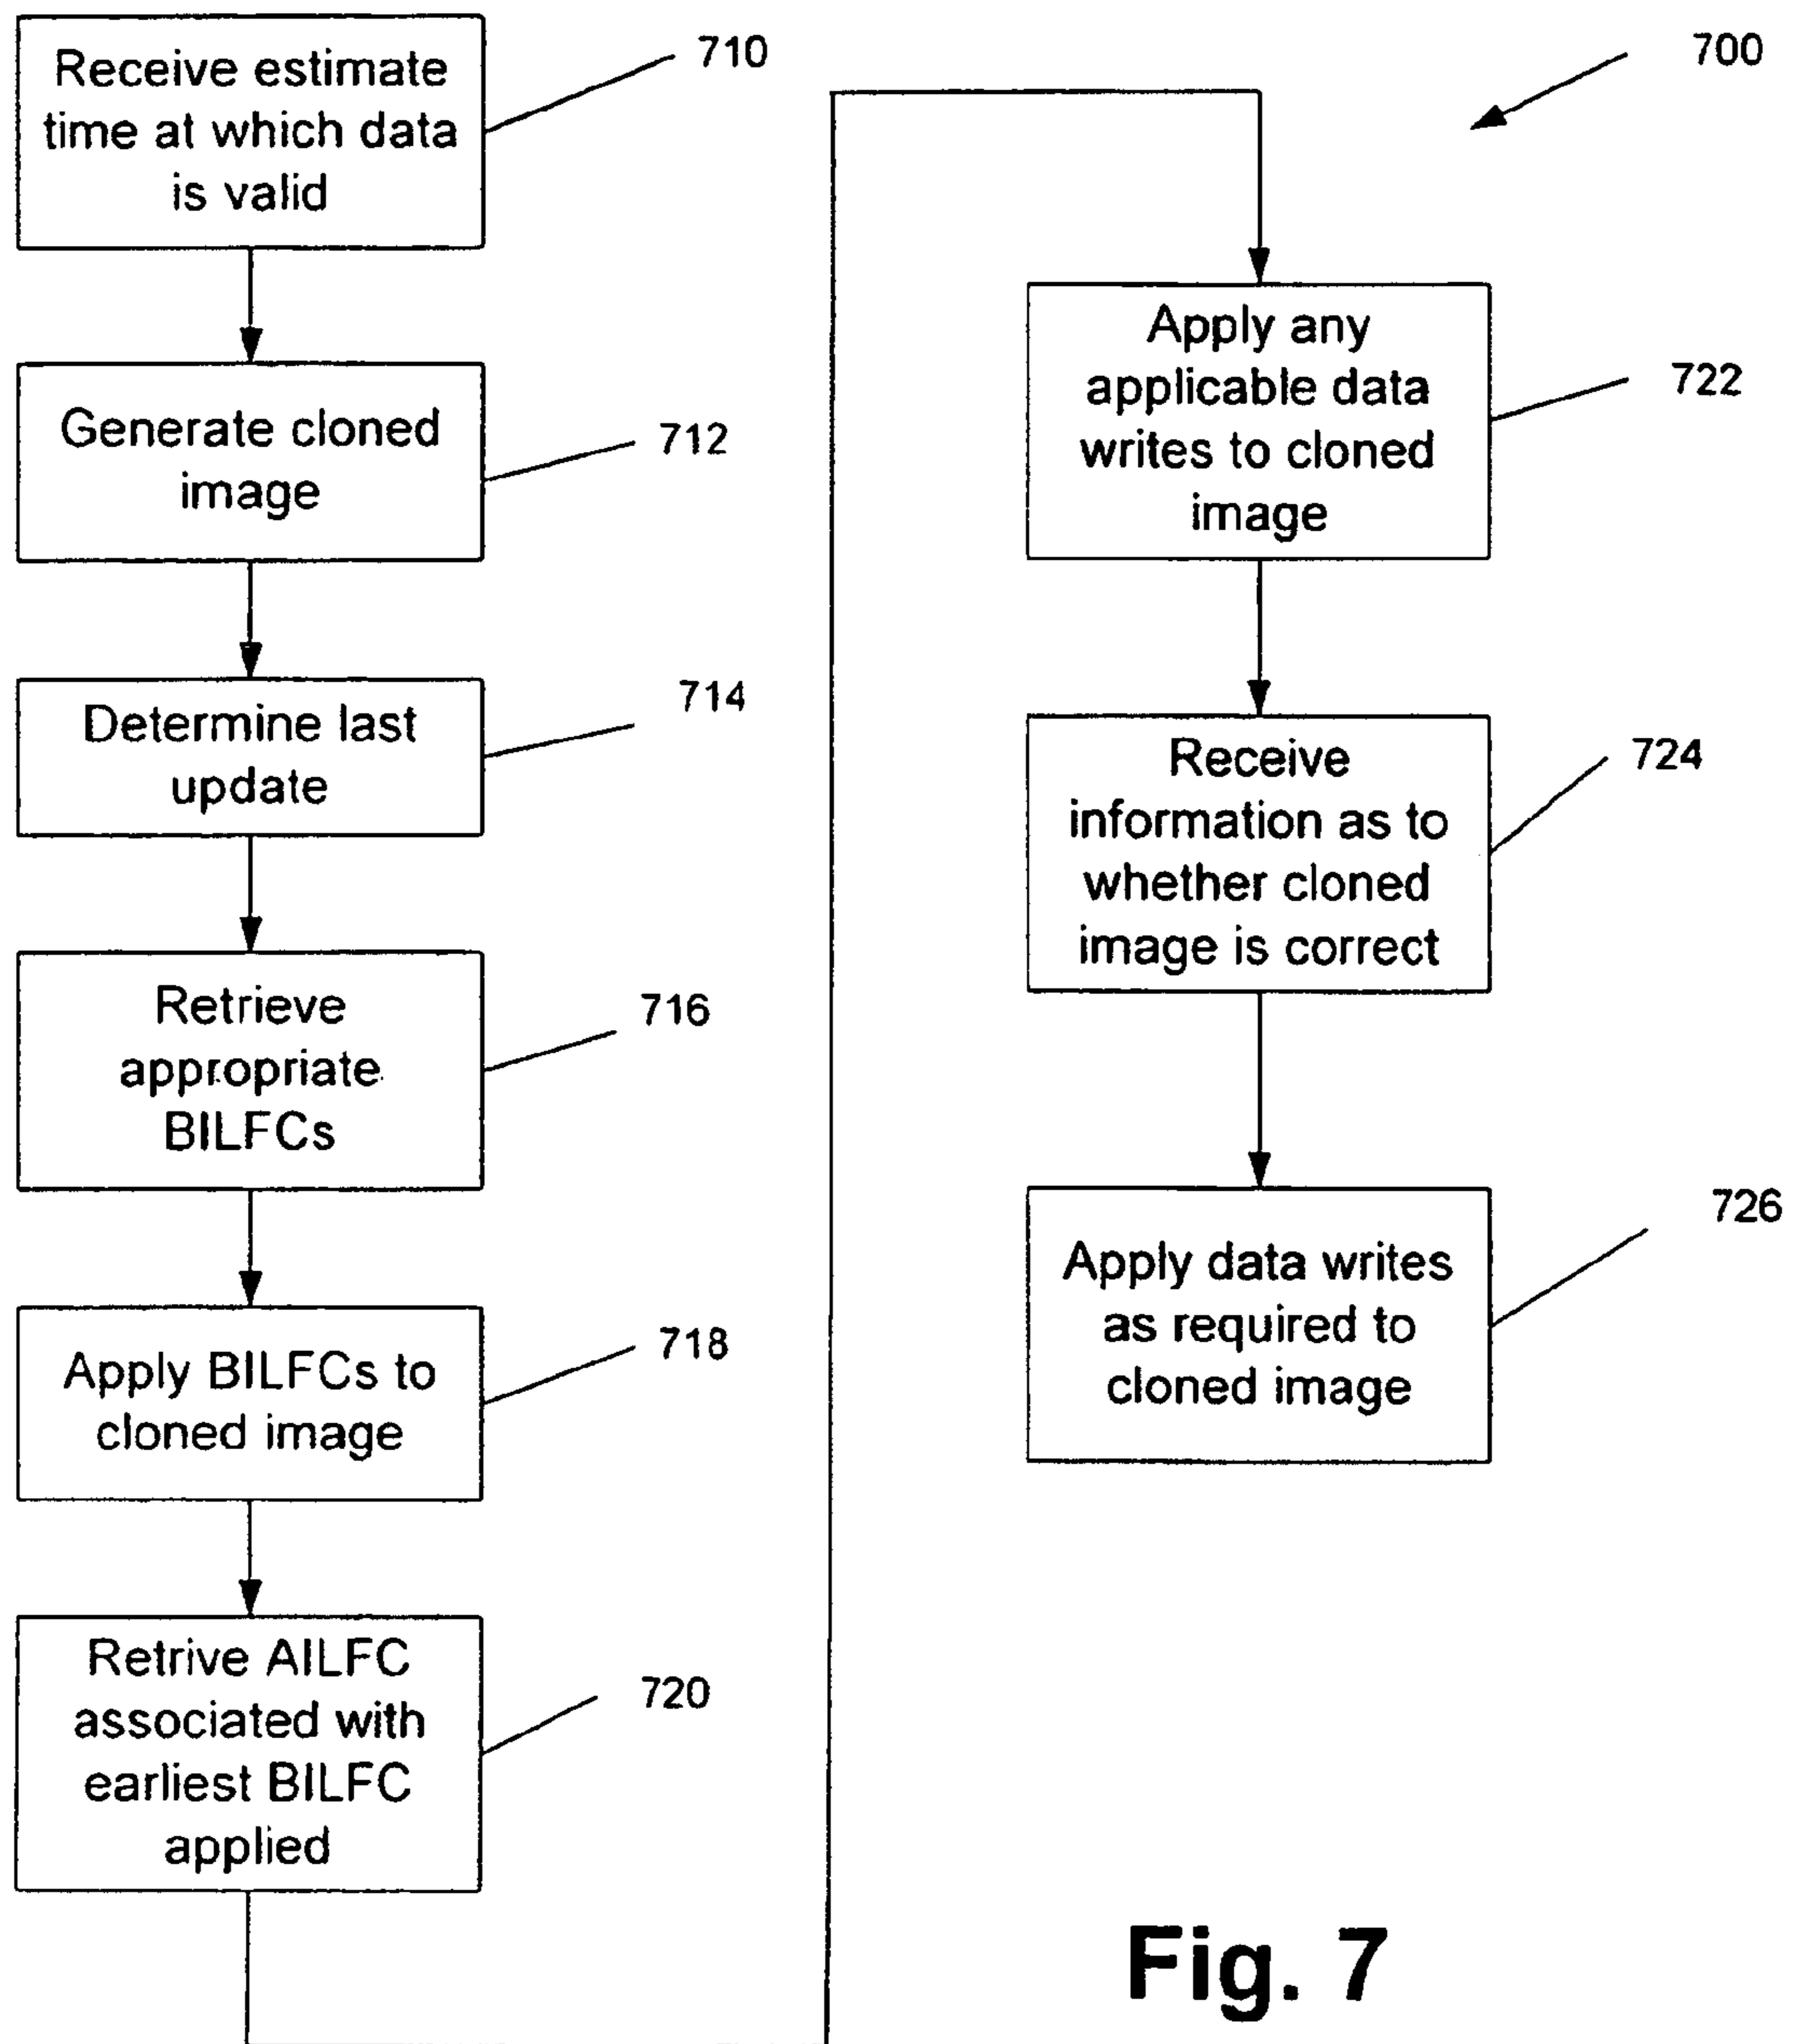 Receive estimate
time at which data
is valid
710
Generate cloned
image
712
Determine last
update
714
Retrieve
appropriate
BILFCs
716
Apply BILFCs to
cloned image
718
Retrive AILFC
associated with
earliest BILFC
applied
720
700
Apply any
applicable data
writes to cloned
image
722
Receive
information as to
whether cloned
image is correct
724
Apply data writes
as required to
cloned image
726
Fig. 7